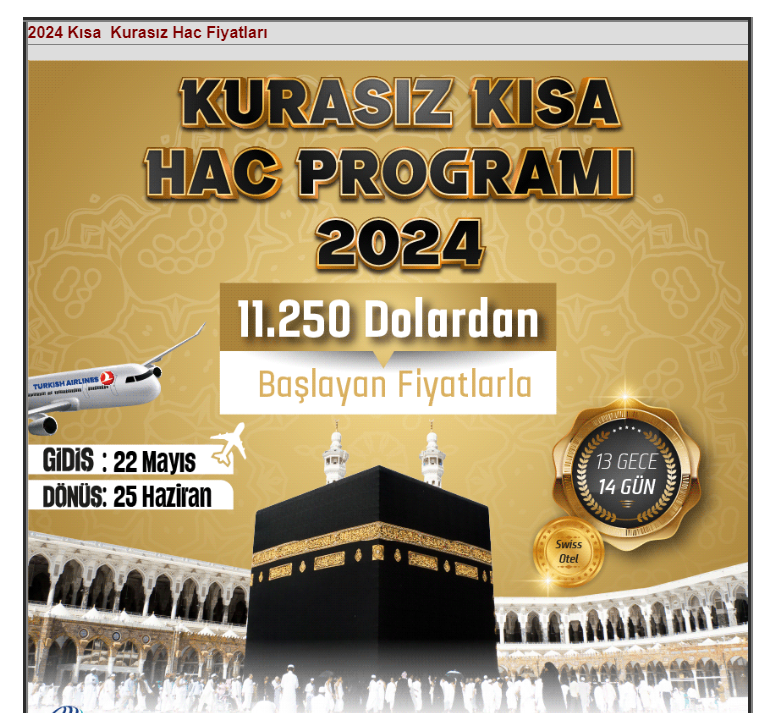 2024 Kısa Kurasız Hac Fiyatları
KURASIZ KISA
HAC PROGRAMI
2024
11.250 Dolardan
Başlayan Fiyatlarla
TURKISH AIRLINES
GİDİS : 22 Mayıs
DÖNÜS: 25 Haziran
13 GECE
14 GÜN
Swiss
Otel